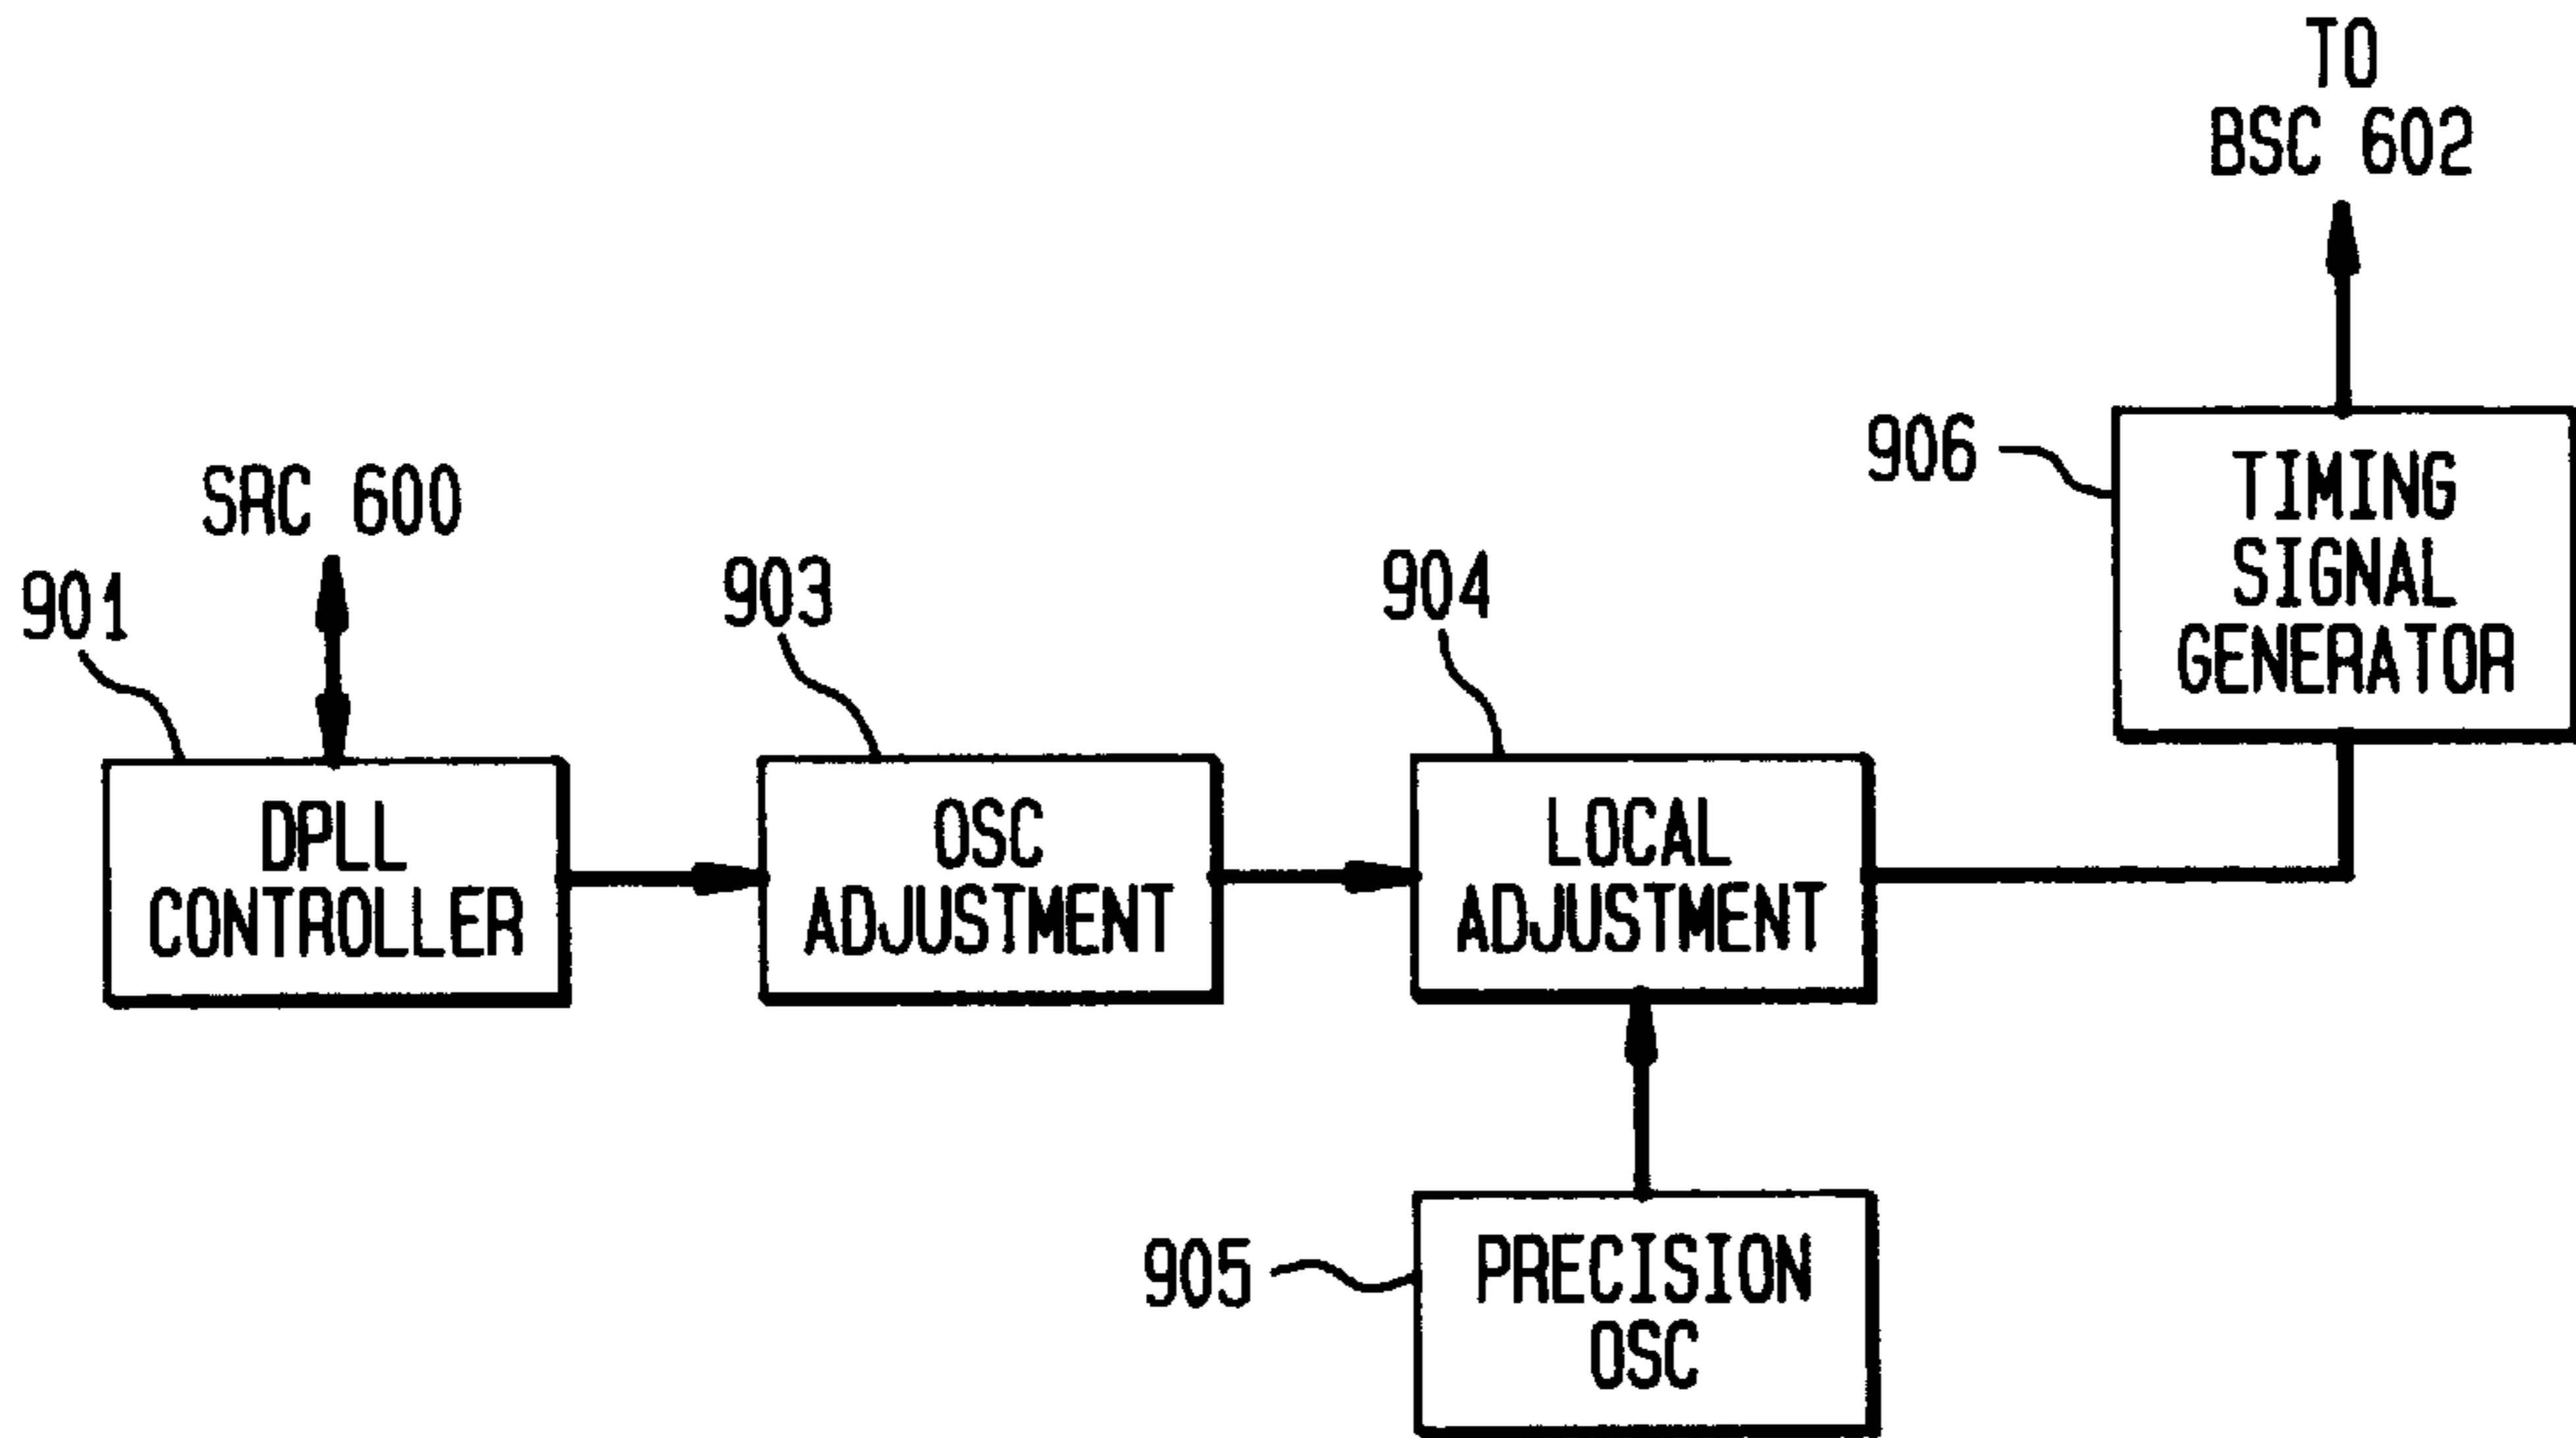 TO
BSC 602
906
TIMING
SIGNAL
GENERATOR
SRC 600
901
903
904
DPLL
CONTROLLER
OSC
ADJUSTMENT
LOCAL
ADJUSTMENT
905
PRECISION
OSC